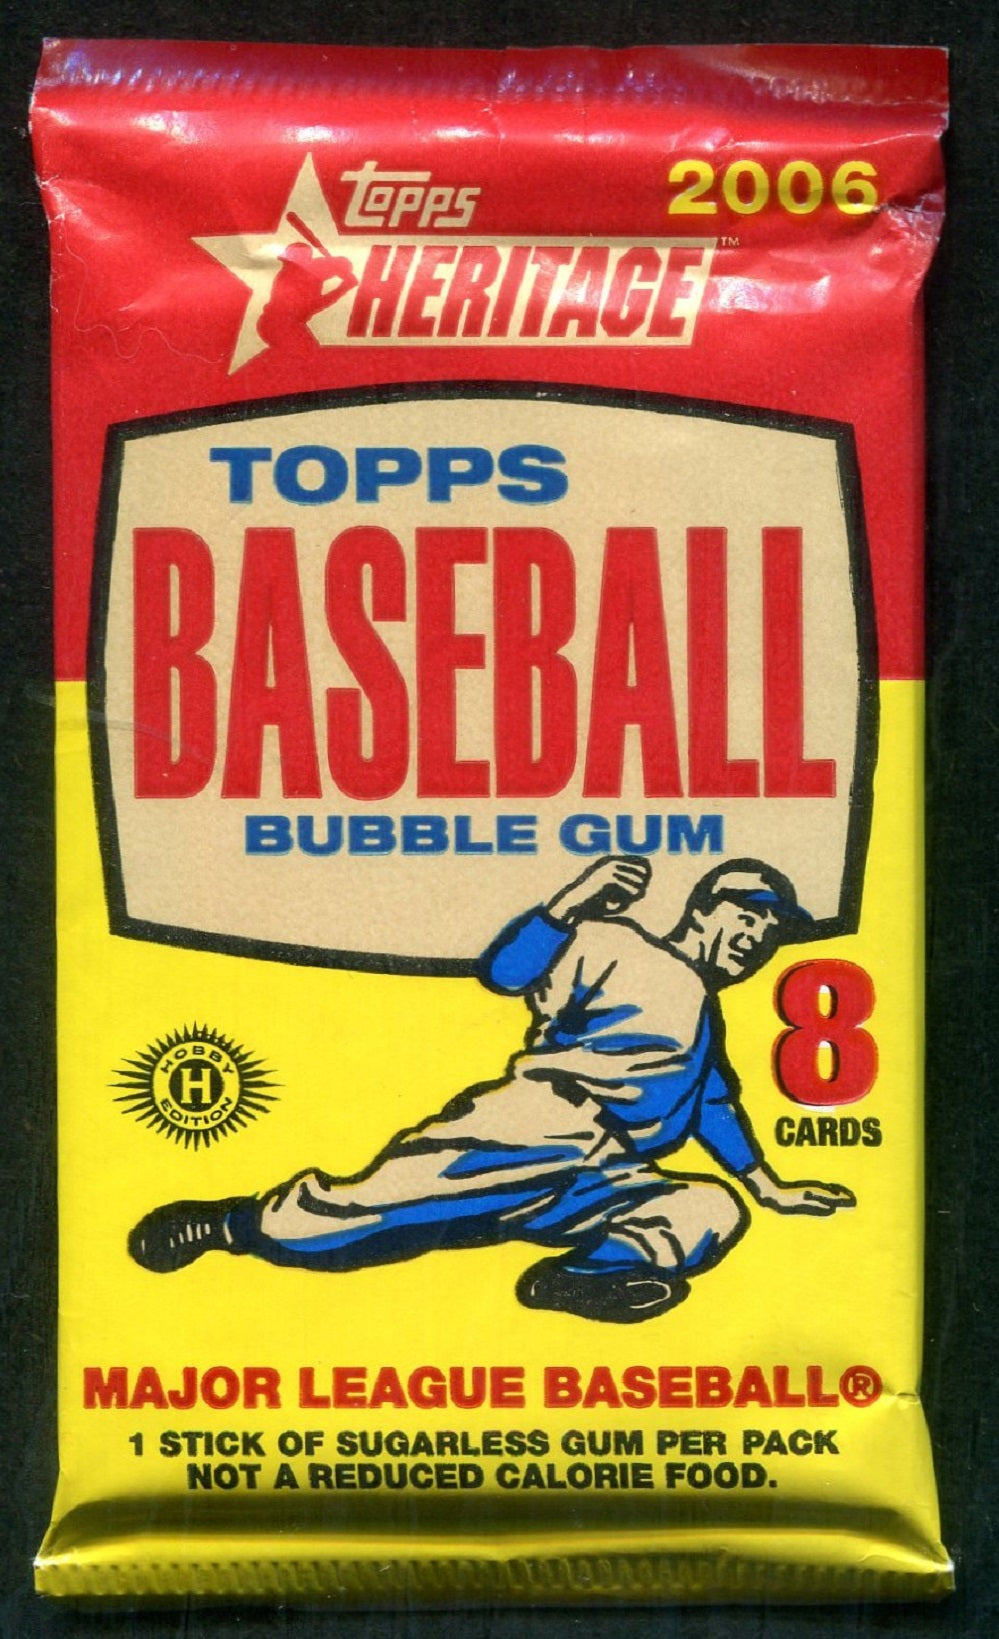 2006
Topps
HERITAGE™
TOPPS
BASEBALL
BUBBLE GUM
8
CARDS
HOBBY
H
EDITION
MAJOR LEAGUE BASEBALL®
1 STICK OF SUGARLESS GUM PER PACK
NOT A REDUCED CALORIE FOOD.